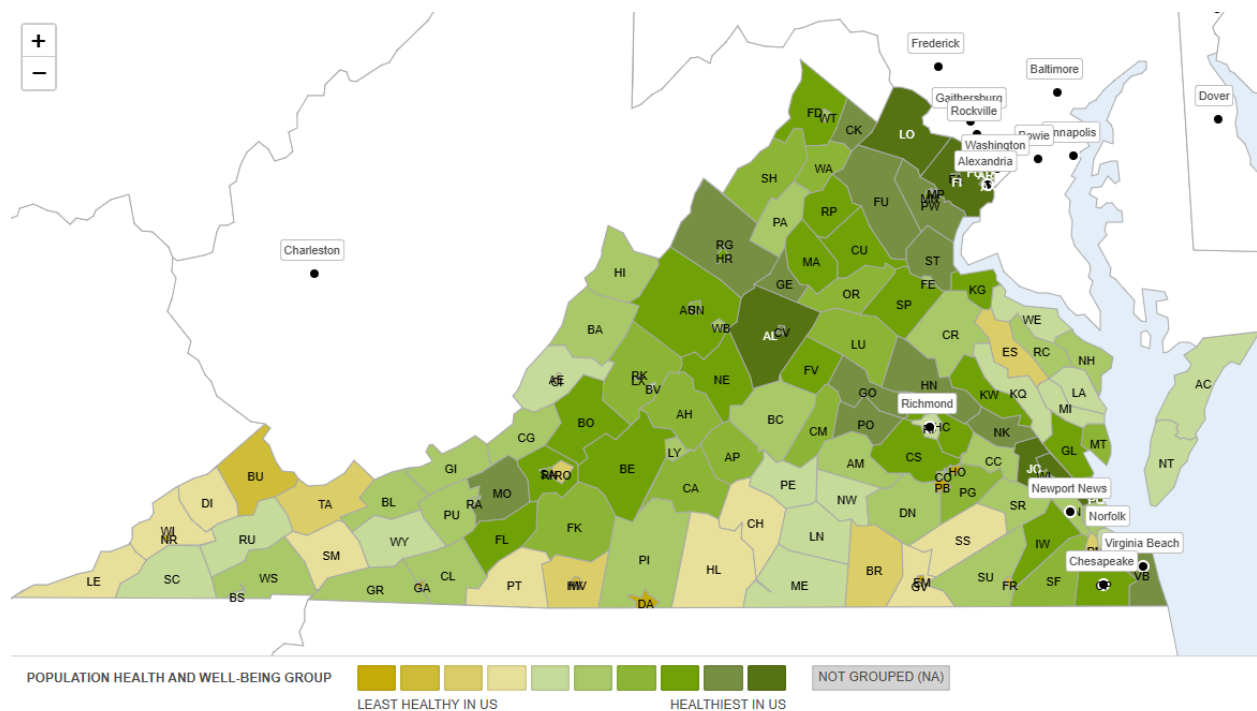 +
−
Frederick
Baltimore
Dover
Gaithersburg
Rockville
Washington
Bowie
Annapolis
Alexandria
Charleston
FD WT
CK
LO
SH
WA
FI
FU
MP
PW
PA
RP
RG
HR
MA
CU
ST
HI
GE
FE
KG
OR
SP
WE
BA
WB
AL CV
CR
ES
RC
NH
LU
RK
LX BV
NE
FV
HN
GO
KW
KQ
LA
AC
MI
Richmond
HC
BO
AH
BC
CM
PO
NK
MT
GL
CG
LY
AP
AM
CS
CC
NT
GI
BE
JC
BU
RO
HO
CO
PB
PG
MO
RA
PE
DI
TA
BL
CA
NW
SR
Newport News
PU
DN
Norfolk
WI
NR
RU
WY
FL
FK
CH
LN
SS
IW
Virginia Beach
SM
PI
Chesapeake
LE
SC
WS
BS
GR
GA
CL
PT
HL
ME
BR
EM
GV
SU
FR
SF
VB
DA
POPULATION HEALTH AND WELL-BEING GROUP
NOT GROUPED (NA)
LEAST HEALTHY IN US
HEALTHIEST IN US